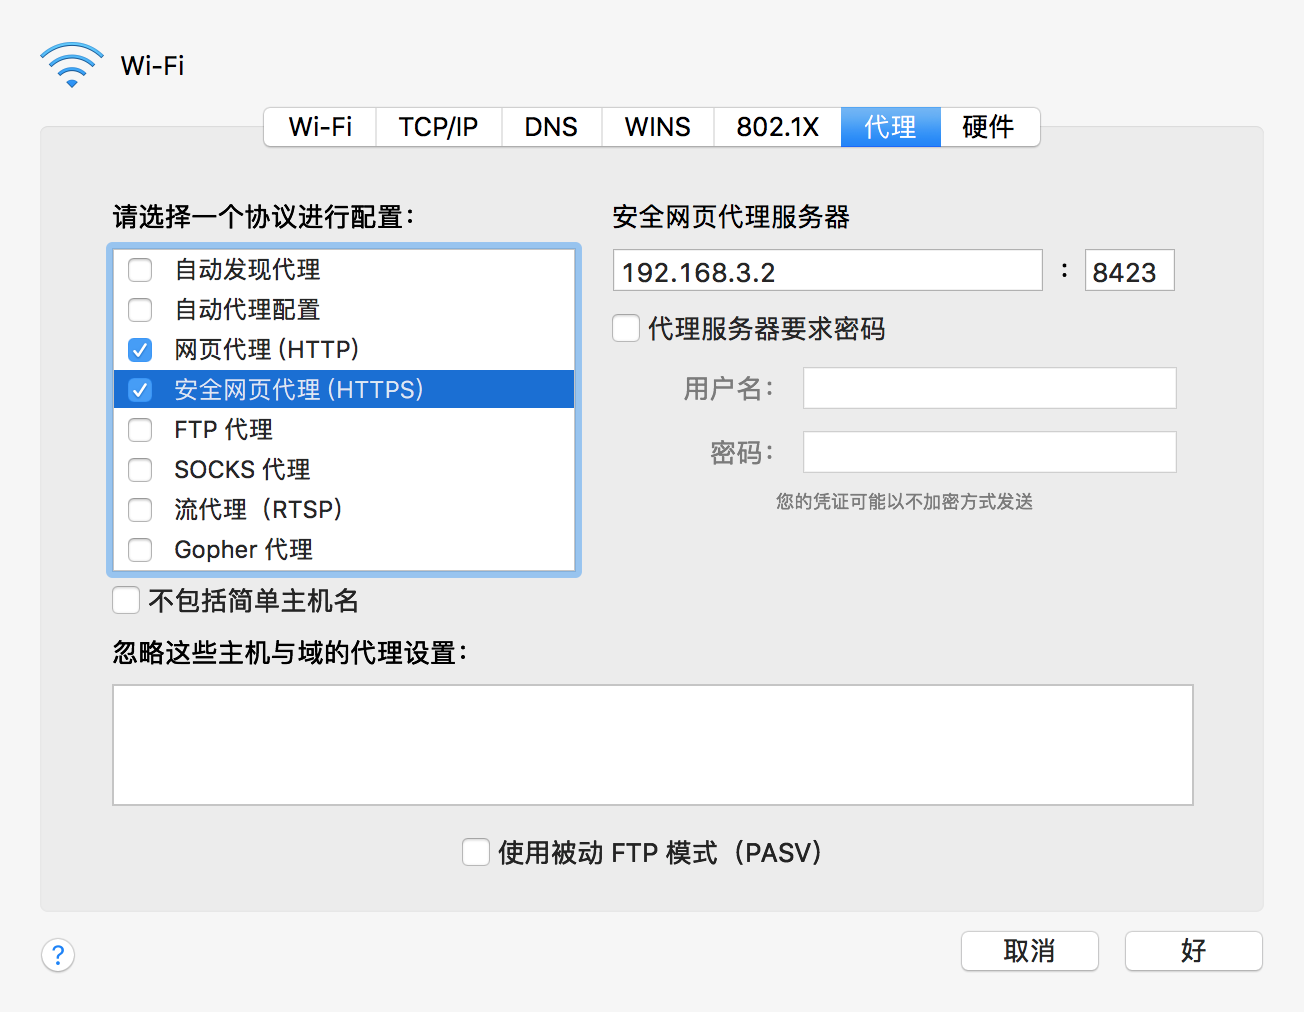 Wi-Fi
Wi-Fi TCP/IP DNS WINS 802.1X 代理 硬件
请选择一个协议进行配置：
自动发现代理
自动代理配置
网页代理 (HTTP)
安全网页代理 (HTTPS)
FTP 代理
SOCKS 代理
流代理（RTSP）
Gopher 代理
不包括简单主机名
安全网页代理服务器
192.168.3.2 : 8423
代理服务器要求密码
用户名：
密码：
您的凭证可能以不加密方式发送
忽略这些主机与域的代理设置：
使用被动 FTP 模式（PASV）
? 取消 好